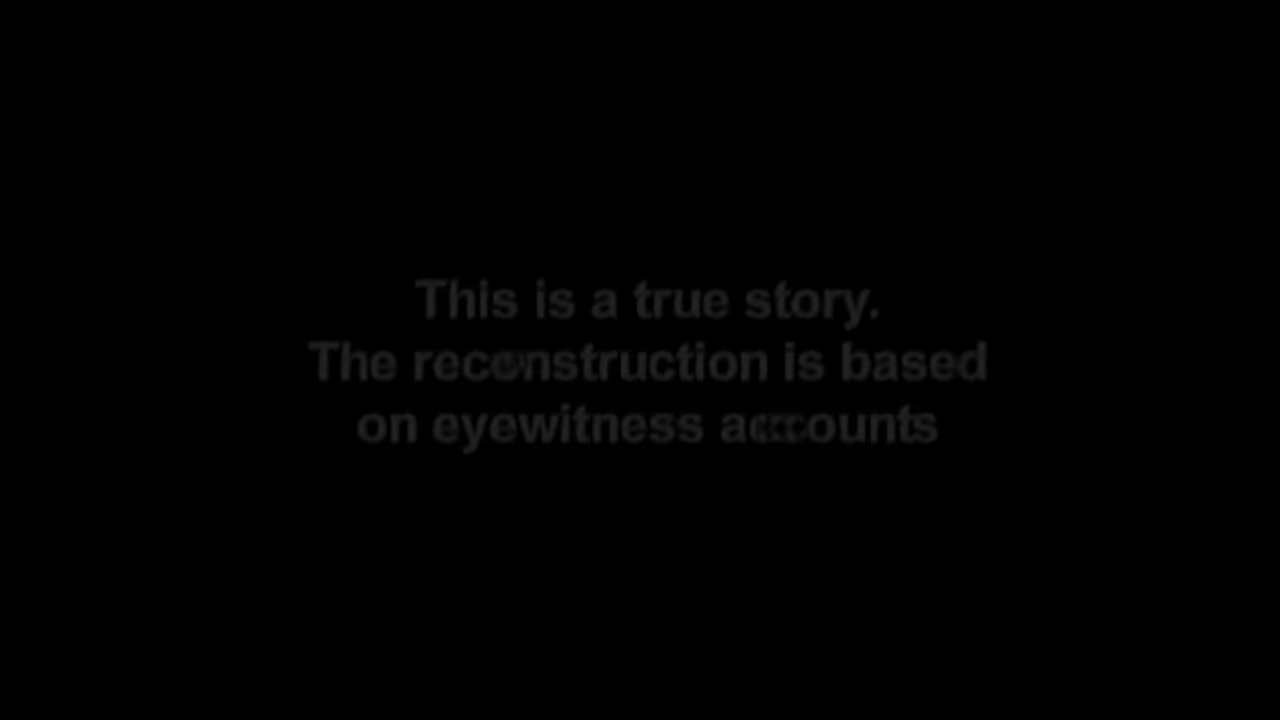 This is a true story.
The reconstruction is based
on eyewitness accounts